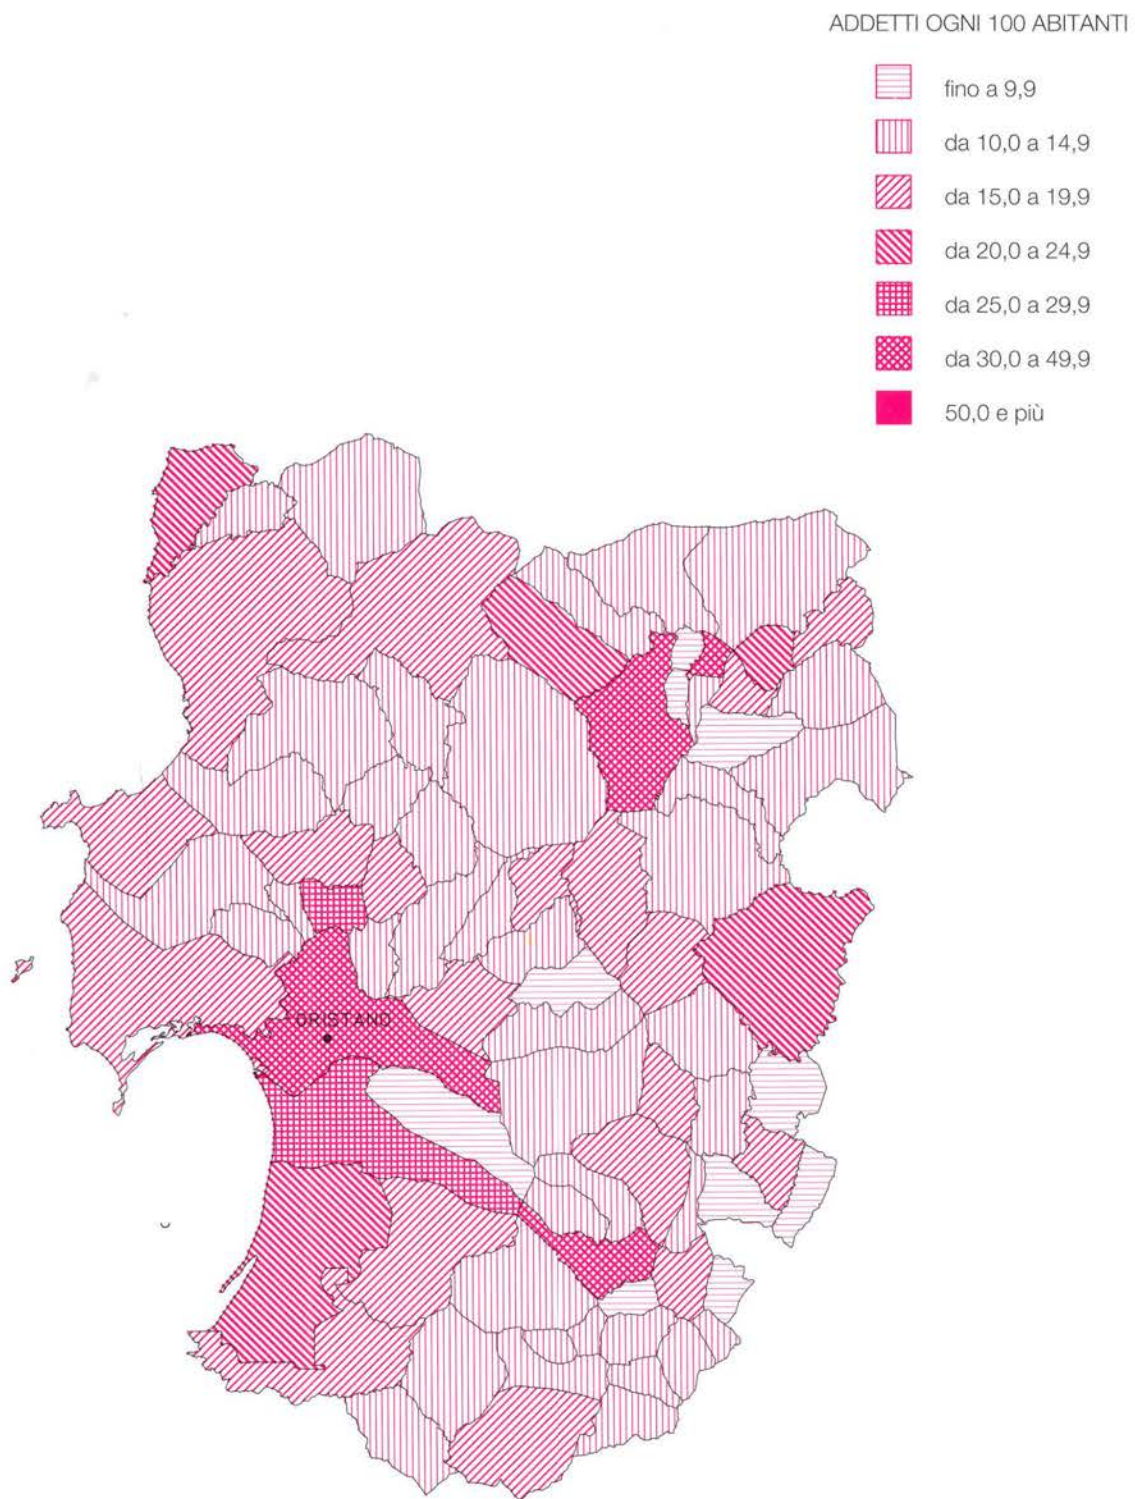 ADDETTI OGNI 100 ABITANTI
fino a 9,9
da 10,0 a 14,9
da 15,0 a 19,9
da 20,0 a 24,9
da 25,0 a 29,9
da 30,0 a 49,9
50,0 e più
ORISTANO